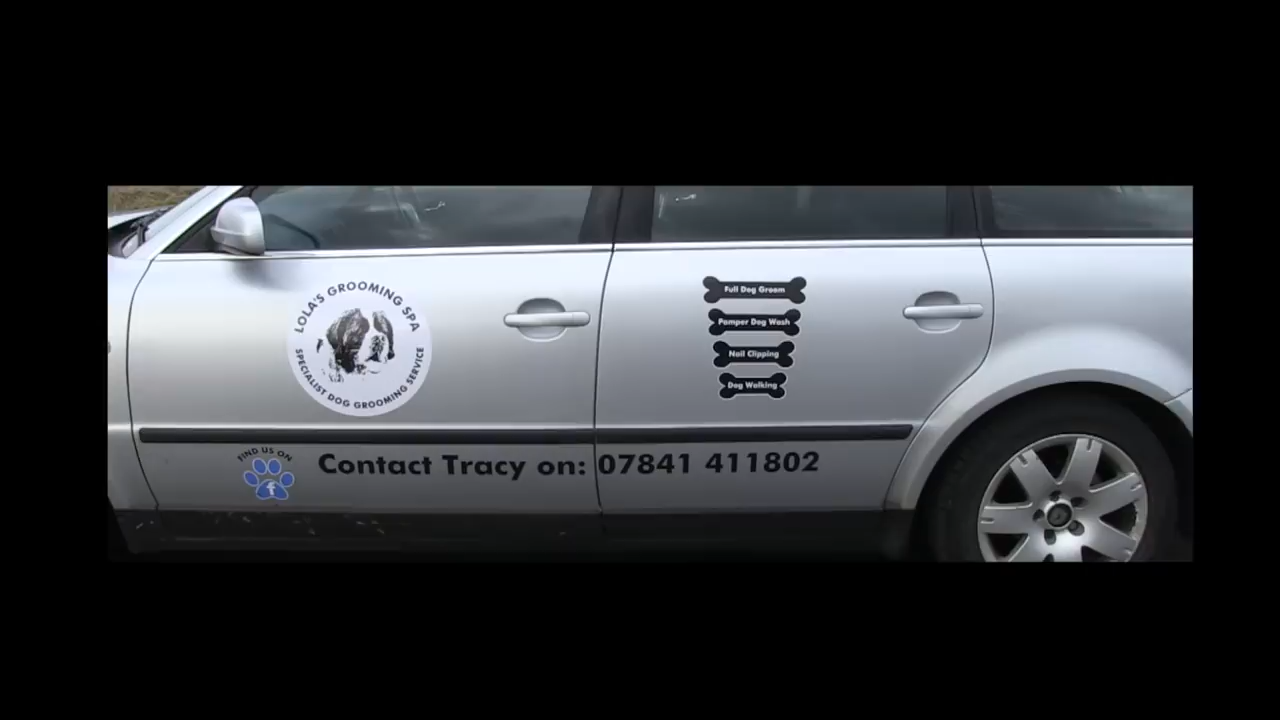 LOLA'S GROOMING SPA
SPECIALIST DOG GROOMING SERVICE
Full Dog Groom
Pamper Dog Wash
Nail Clipping
Dog Walking
FIND US ON
f
Contact Tracy on: 07841 411802